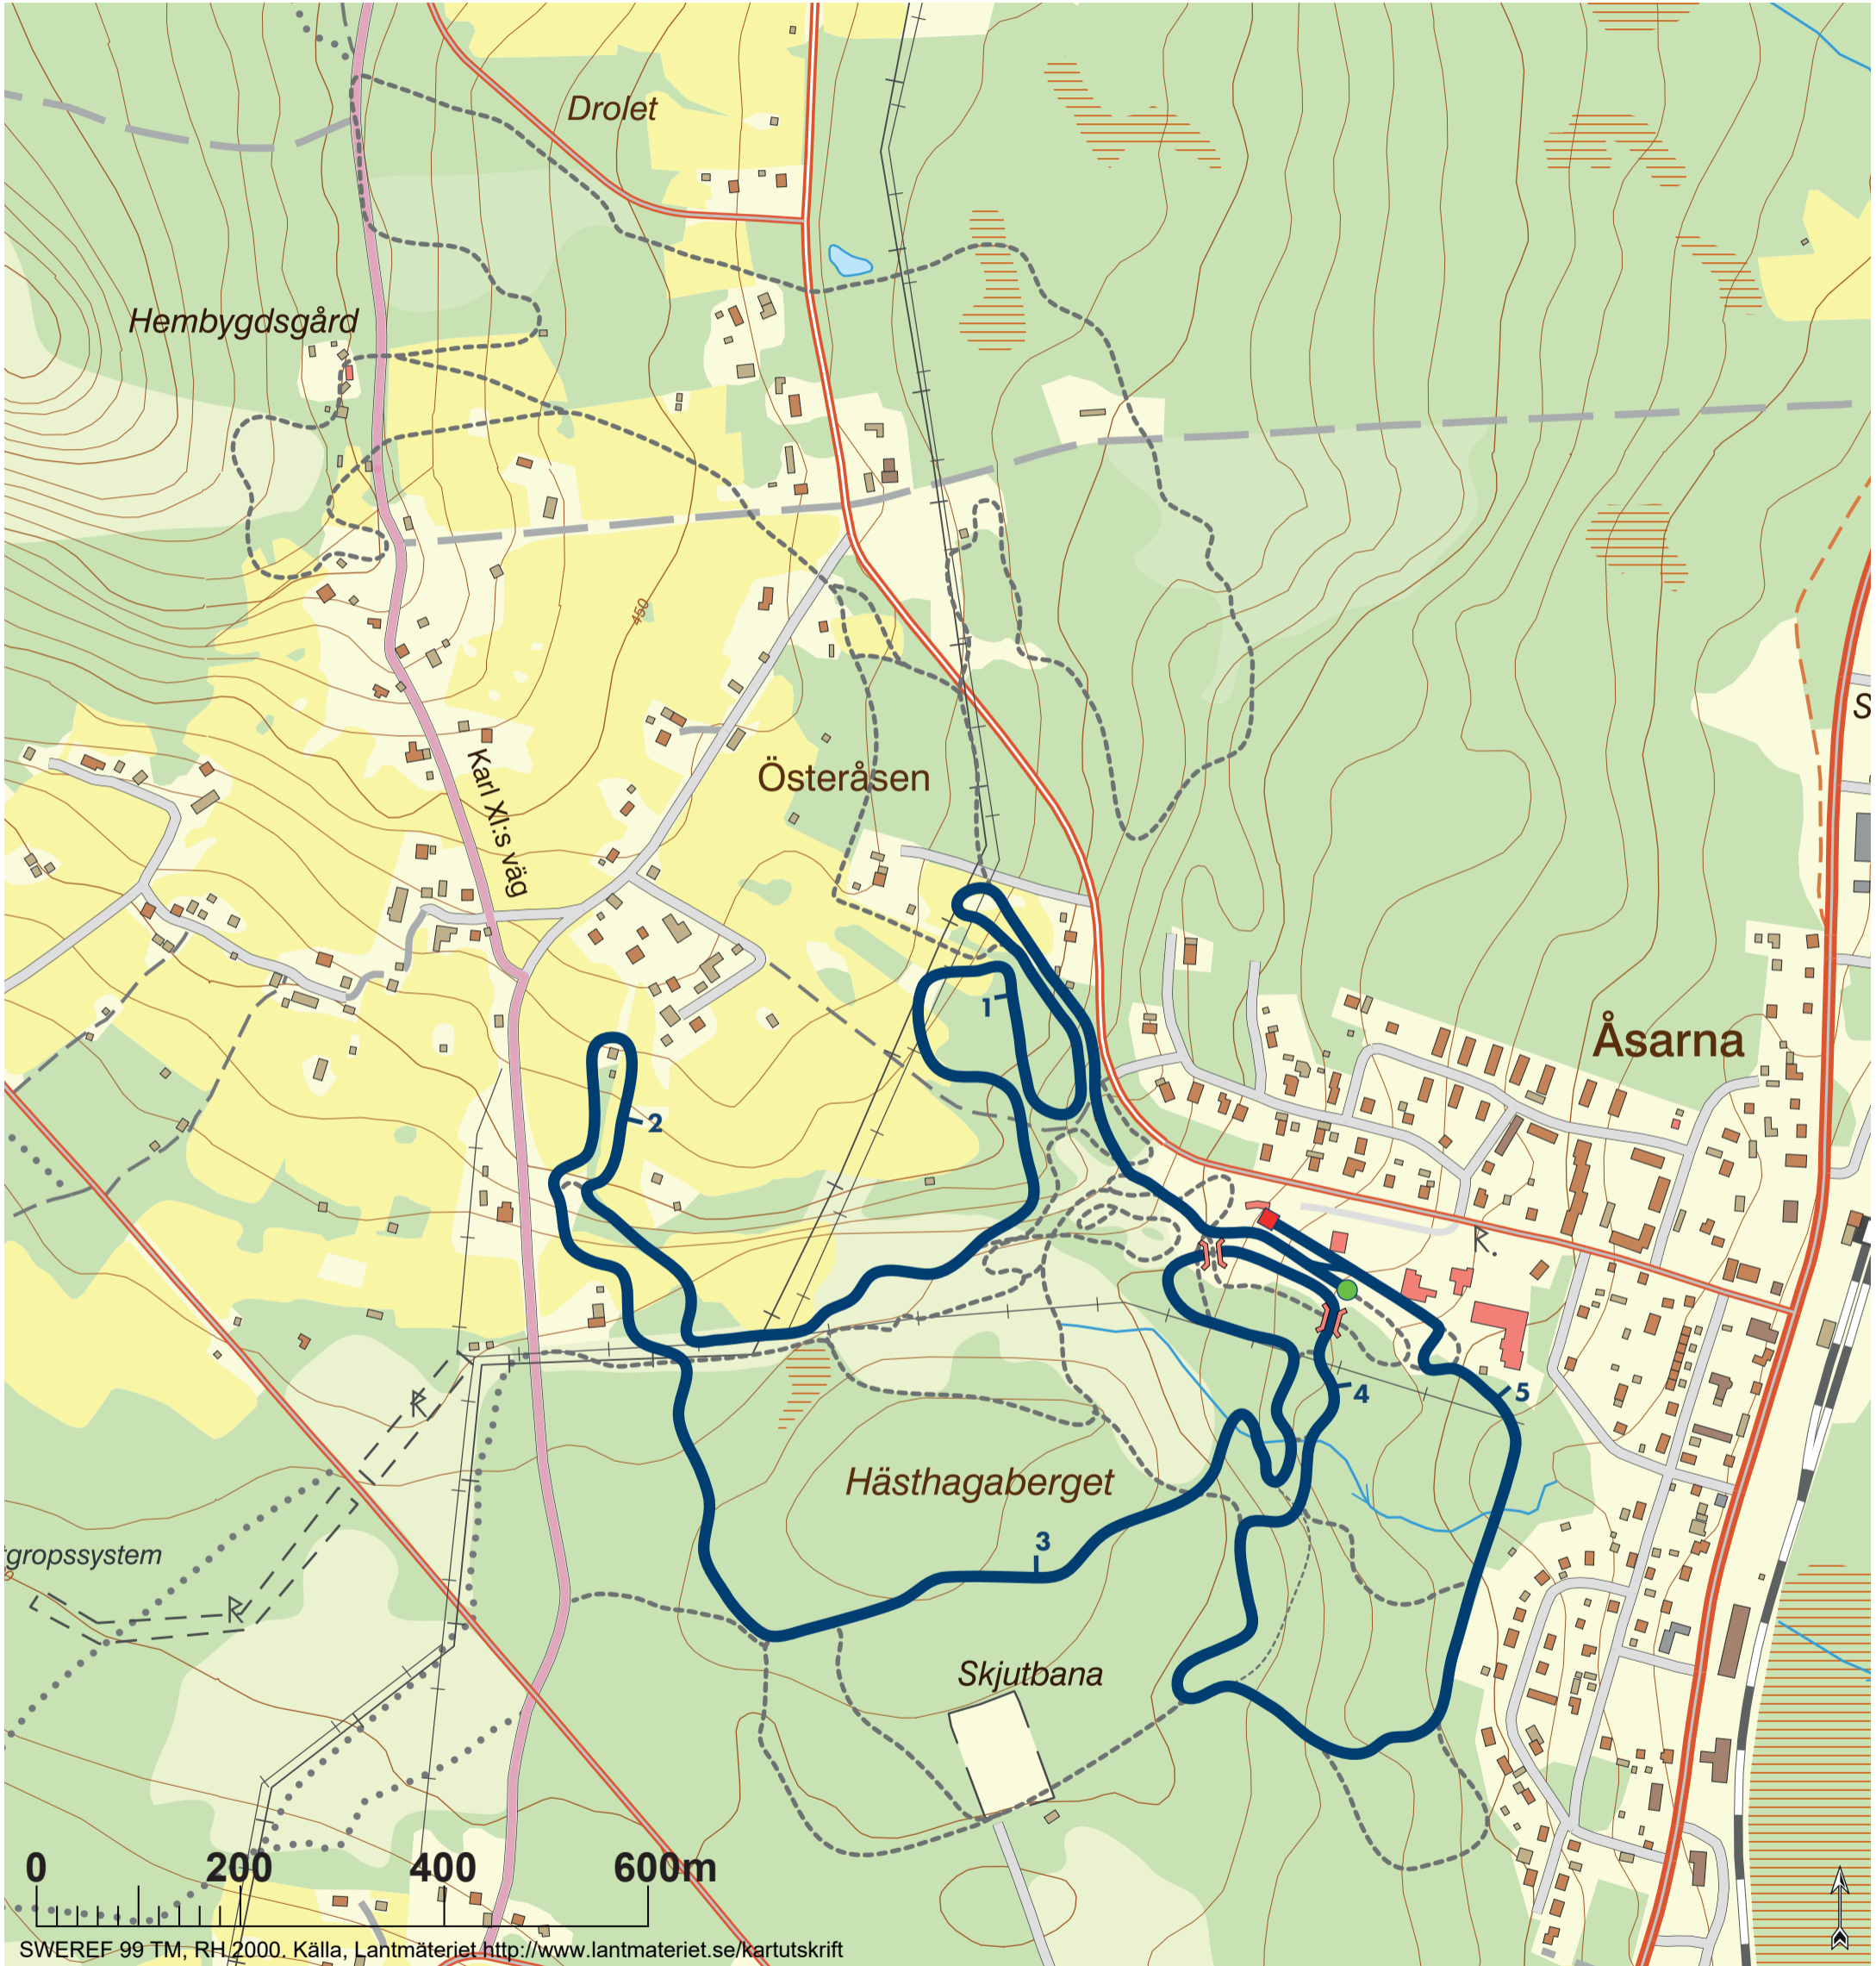 Drolet
Hembygdsgård
450
S
Karl XI:s väg
Österåsen
1
Åsarna
2
R.
4
5
R
Hästhagaberget
3
gropssystem
R
Skjutbana
0 200 400 600m
SWEREF 99 TM, RH 2000. Källa, Lantmäteriet http://www.lantmateriet.se/kartutskrift